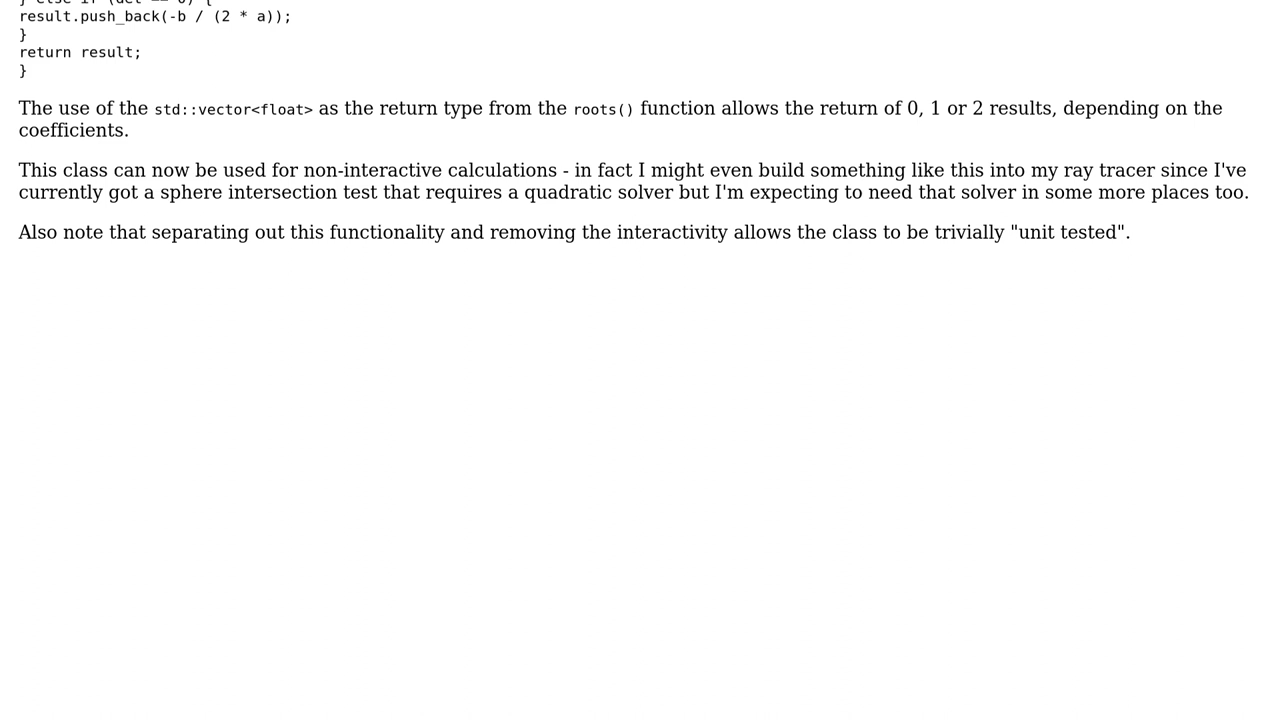 } else if (det == 0) {
result.push_back(-b / (2 * a));
}
return result;
}
The use of the std::vector<float> as the return type from the roots() function allows the return of 0, 1 or 2 results, depending on the
coefficients.
This class can now be used for non-interactive calculations - in fact I might even build something like this into my ray tracer since I've
currently got a sphere intersection test that requires a quadratic solver but I'm expecting to need that solver in some more places too.
Also note that separating out this functionality and removing the interactivity allows the class to be trivially "unit tested".